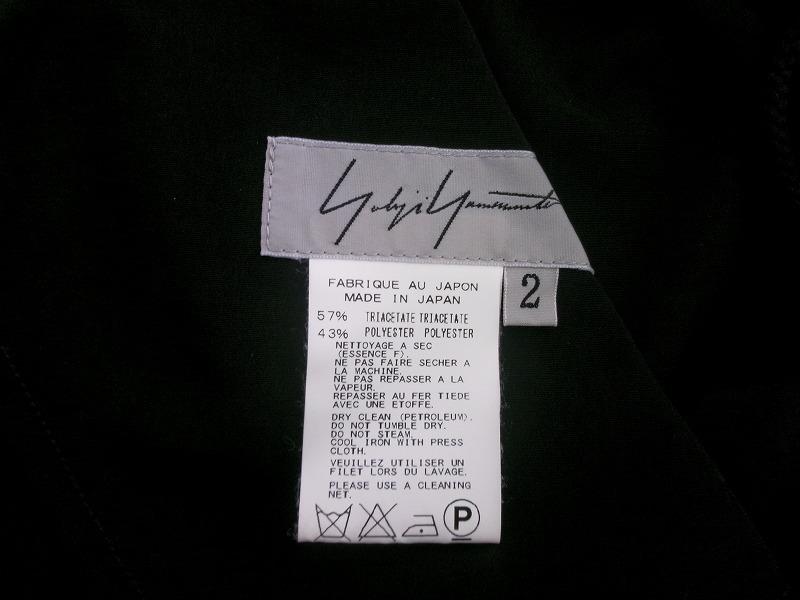 Yohji Yamamoto
2
FABRIQUE AU JAPON
MADE IN JAPAN
57% TRIACETATE TRIACETATE
43% POLYESTER POLYESTER
NETTOYAGE A SEC
(ESSENCE F).
NE PAS FAIRE SECHER A
LA MACHINE.
NE PAS REPASSER A LA
VAPEUR.
REPASSER AU FER TIEDE
AVEC UNE ETOFFE.
DRY CLEAN (PETROLEUM).
DO NOT TUMBLE DRY.
DO NOT STEAM.
COOL IRON WITH PRESS
CLOTH.
VEUILLEZ UTILISER UN
FILET LORS DU LAVAGE.
PLEASE USE A CLEANING
NET.
P